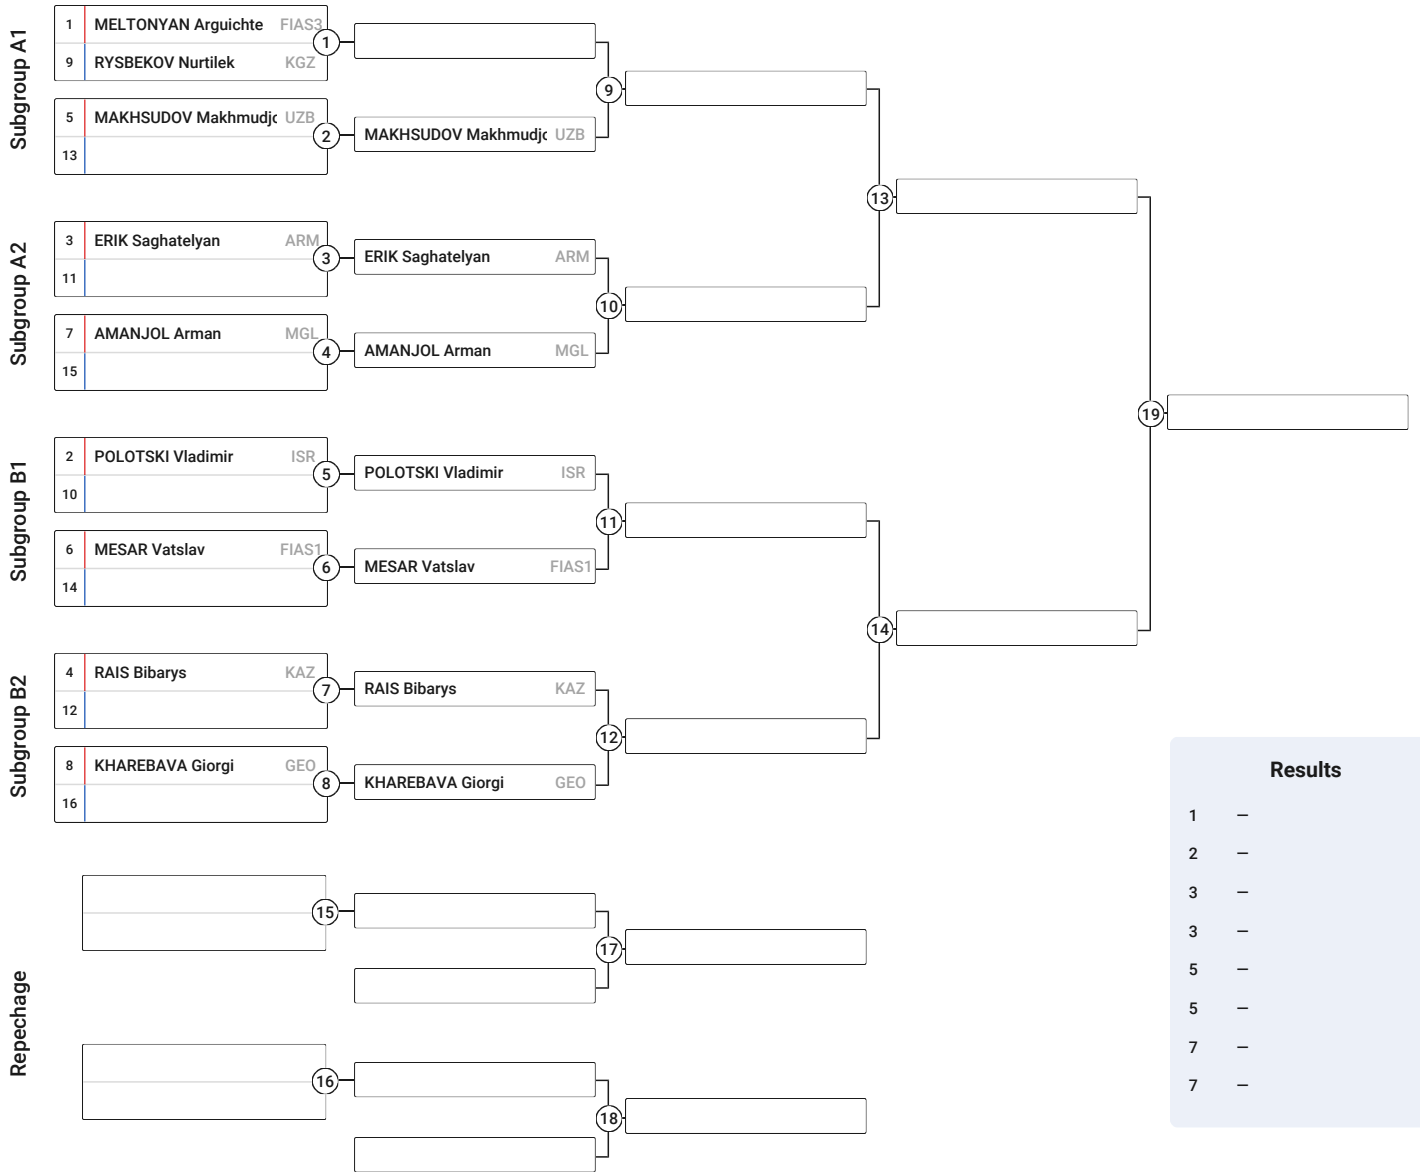 Subgroup A1
1 MELTONYAN Arguichte FIAS3
9 RYSBEKOV Nurtilek KGZ
1
5 MAKHSUDOV Makhmudjc UZB
13
2
MAKHSUDOV Makhmudjc UZB
9
Subgroup A2
3 ERIK Saghatelyan ARM
11
3
ERIK Saghatelyan ARM
7 AMANJOL Arman MGL
15
4
AMANJOL Arman MGL
10
13
Subgroup B1
2 POLOTSKI Vladimir ISR
10
5
POLOTSKI Vladimir ISR
6 MESAR Vatslav FIAS1
14
6
MESAR Vatslav FIAS1
11
Subgroup B2
4 RAIS Bibarys KAZ
12
7
RAIS Bibarys KAZ
8 KHAREBAVA Giorgi GEO
16
8
KHAREBAVA Giorgi GEO
12
14
19
Repechage
15
17
16
18
Results
1 –
2 –
3 –
3 –
5 –
5 –
7 –
7 –